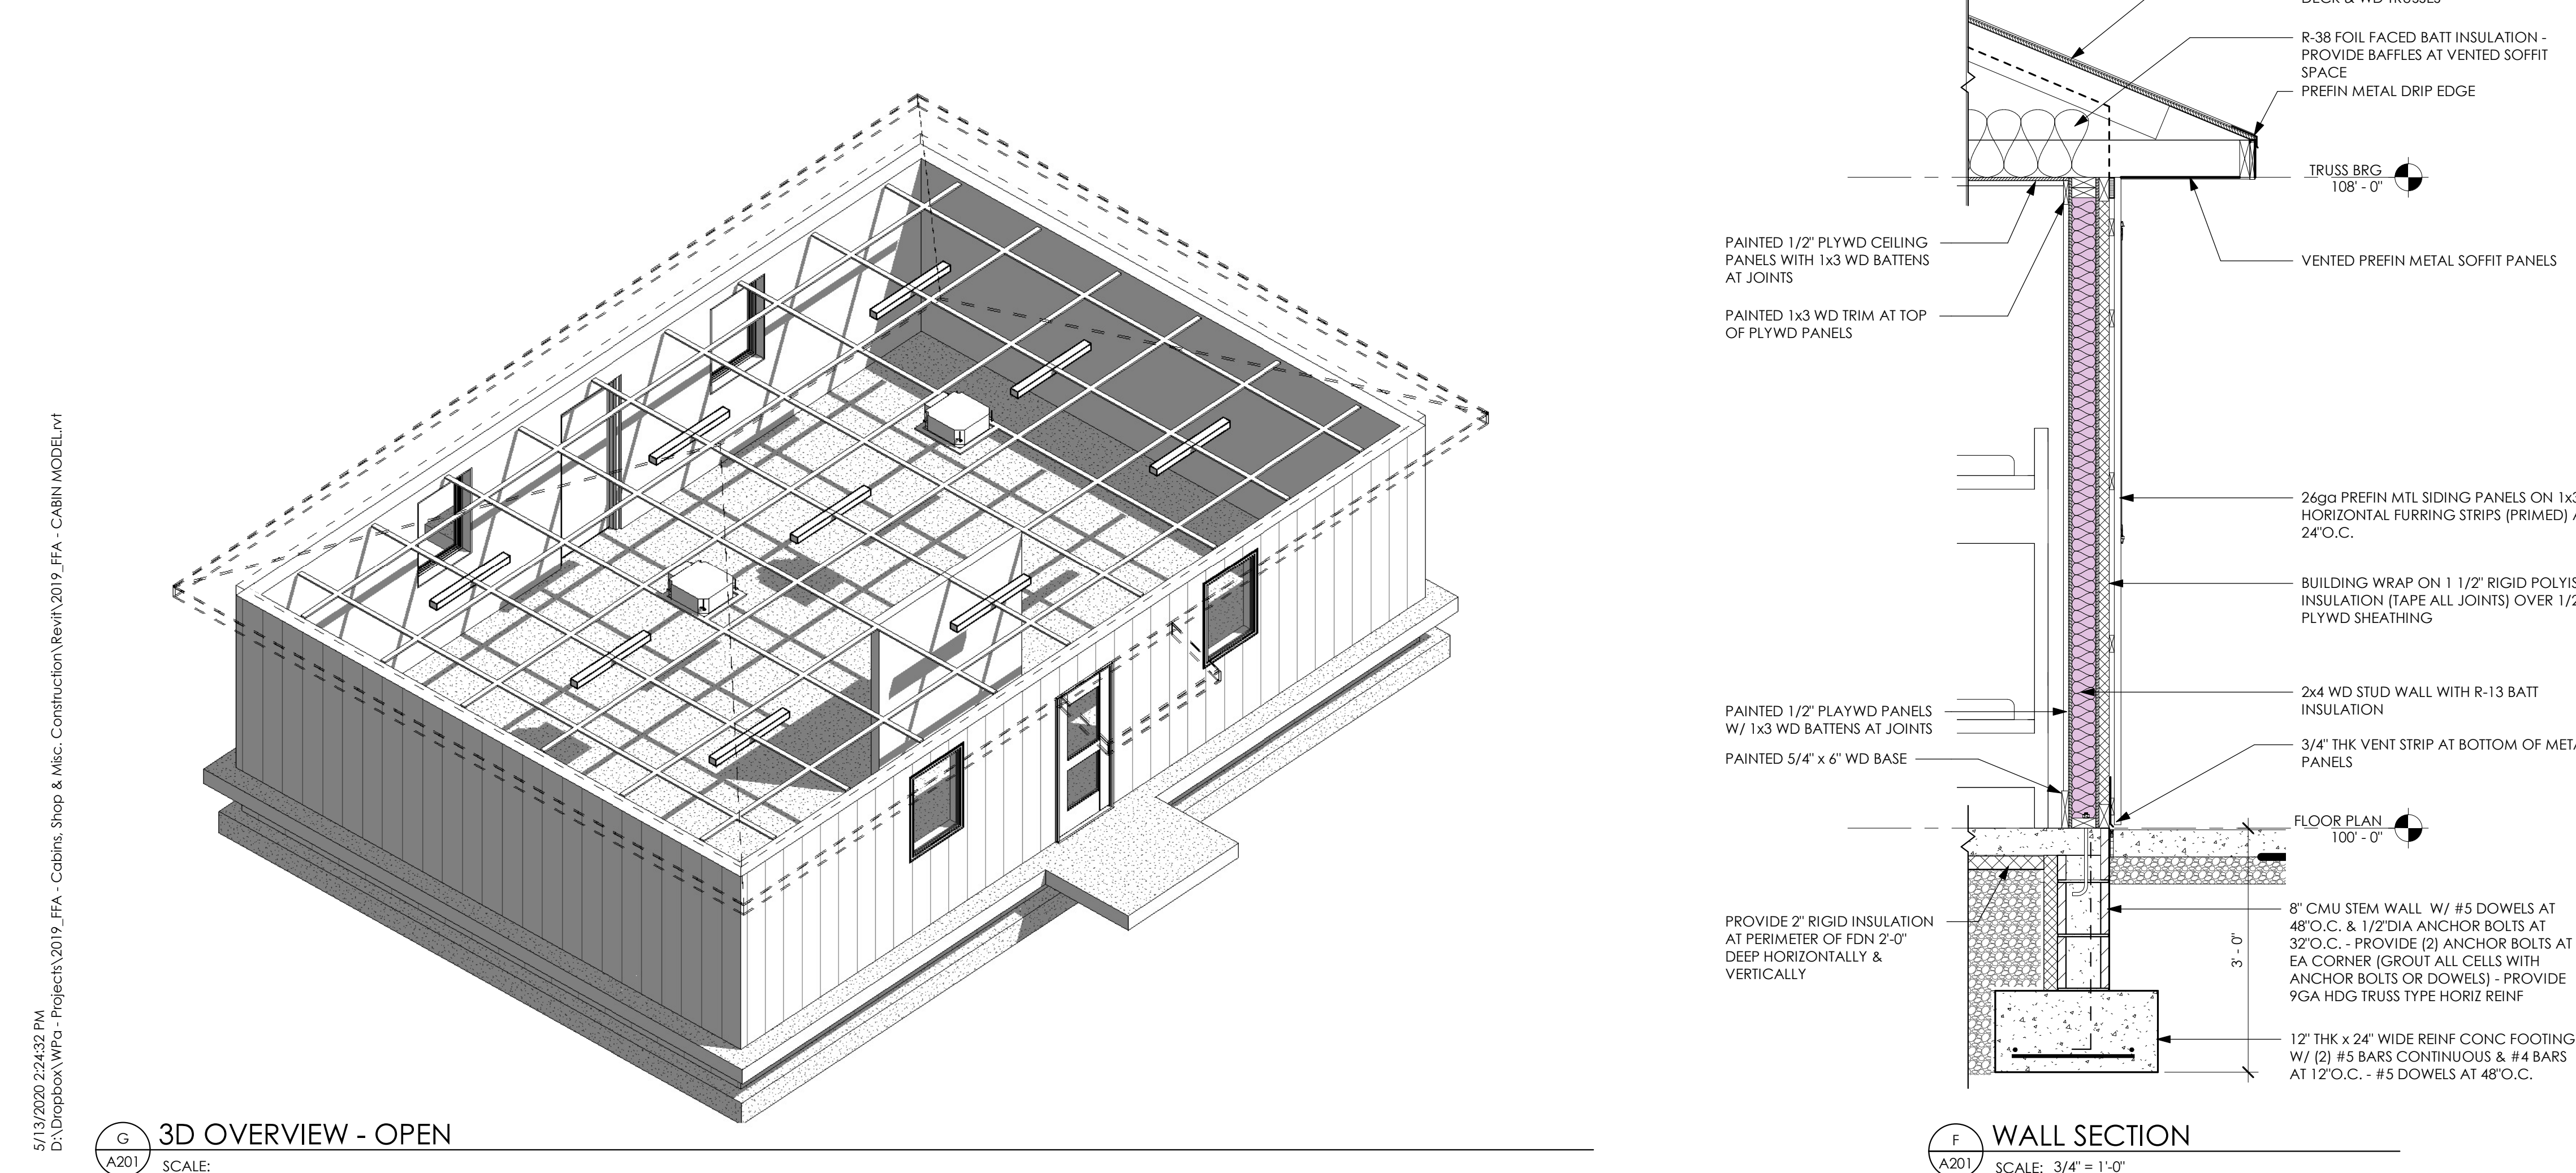 5/13/2020 2:24:32 PM
D:\Dropbox\WPa - Projects\2019_FFA - Cabins, Shop & Misc. Construction\Revit\2019_FFA - CABIN MODEL.rvt
G
A201
3D OVERVIEW - OPEN
SCALE:
DECK & WD TRUSSES
R-38 FOIL FACED BATT INSULATION -
PROVIDE BAFFLES AT VENTED SOFFIT
SPACE
PREFIN METAL DRIP EDGE
TRUSS BRG
108' - 0"
PAINTED 1/2" PLYWD CEILING
PANELS WITH 1x3 WD BATTENS
AT JOINTS
VENTED PREFIN METAL SOFFIT PANELS
PAINTED 1x3 WD TRIM AT TOP
OF PLYWD PANELS
26ga PREFIN MTL SIDING PANELS ON 1x3
HORIZONTAL FURRING STRIPS (PRIMED)
24"O.C.
BUILDING WRAP ON 1 1/2" RIGID
INSULATION (TAPE ALL JOINTS) OVER
PLYWD SHEATHING
2x4 WD STUD WALL WITH R-13 BATT
INSULATION
PAINTED 1/2" PLAYWD PANELS
W/ 1x3 WD BATTENS AT JOINTS
3/4" THK VENT STRIP AT BOTTOM OF
PANELS
PAINTED 5/4" x 6" WD BASE
FLOOR PLAN
100' - 0"
PROVIDE 2" RIGID INSULATION
AT PERIMETER OF FDN 2'-0"
DEEP HORIZONTALLY &
VERTICALLY
3' - 0"
8" CMU STEM WALL W/ #5 DOWELS AT
48"O.C. & 1/2"DIA ANCHOR BOLTS AT
32"O.C. - PROVIDE (2) ANCHOR BOLTS AT
EA CORNER (GROUT ALL CELLS WITH
ANCHOR BOLTS OR DOWELS) - PROVIDE
9GA HDG TRUSS TYPE HORIZ REINF
12" THK x 24" WIDE REINF CONC FOOTING
W/ (2) #5 BARS CONTINUOUS & #4 BARS
AT 12"O.C. - #5 DOWELS AT 48"O.C.
F
A201
WALL SECTION
SCALE: 3/4" = 1'-0"